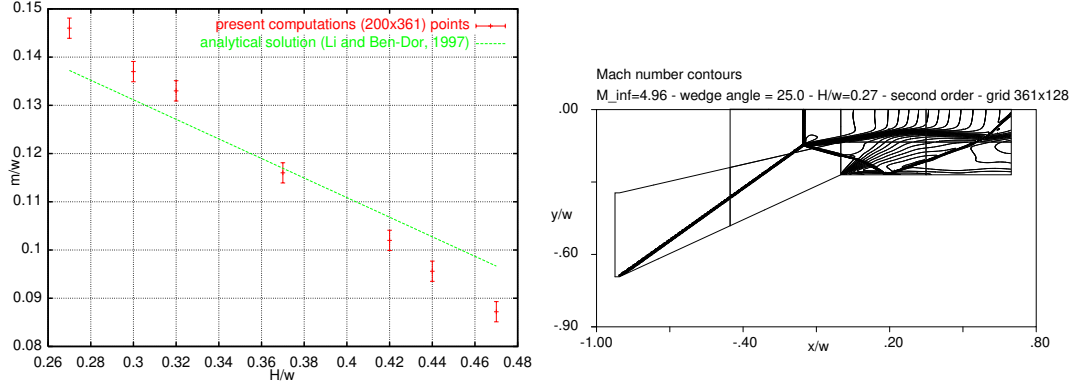 0.15
0.14
0.13
0.12
0.11
0.1
0.09
0.08
m/w
present computations (200x361) points
analytical solution (Li and Ben-Dor, 1997)
0.26 0.28 0.3 0.32 0.34 0.36 0.38 0.4 0.42 0.44 0.46 0.48
H/w
Mach number contours
M_inf=4.96 - wedge angle = 25.0 - H/w=0.27 - second order - grid 361x128
.00
y/w
-.60
-.90
-1.00 -.40 x/w .20 .80